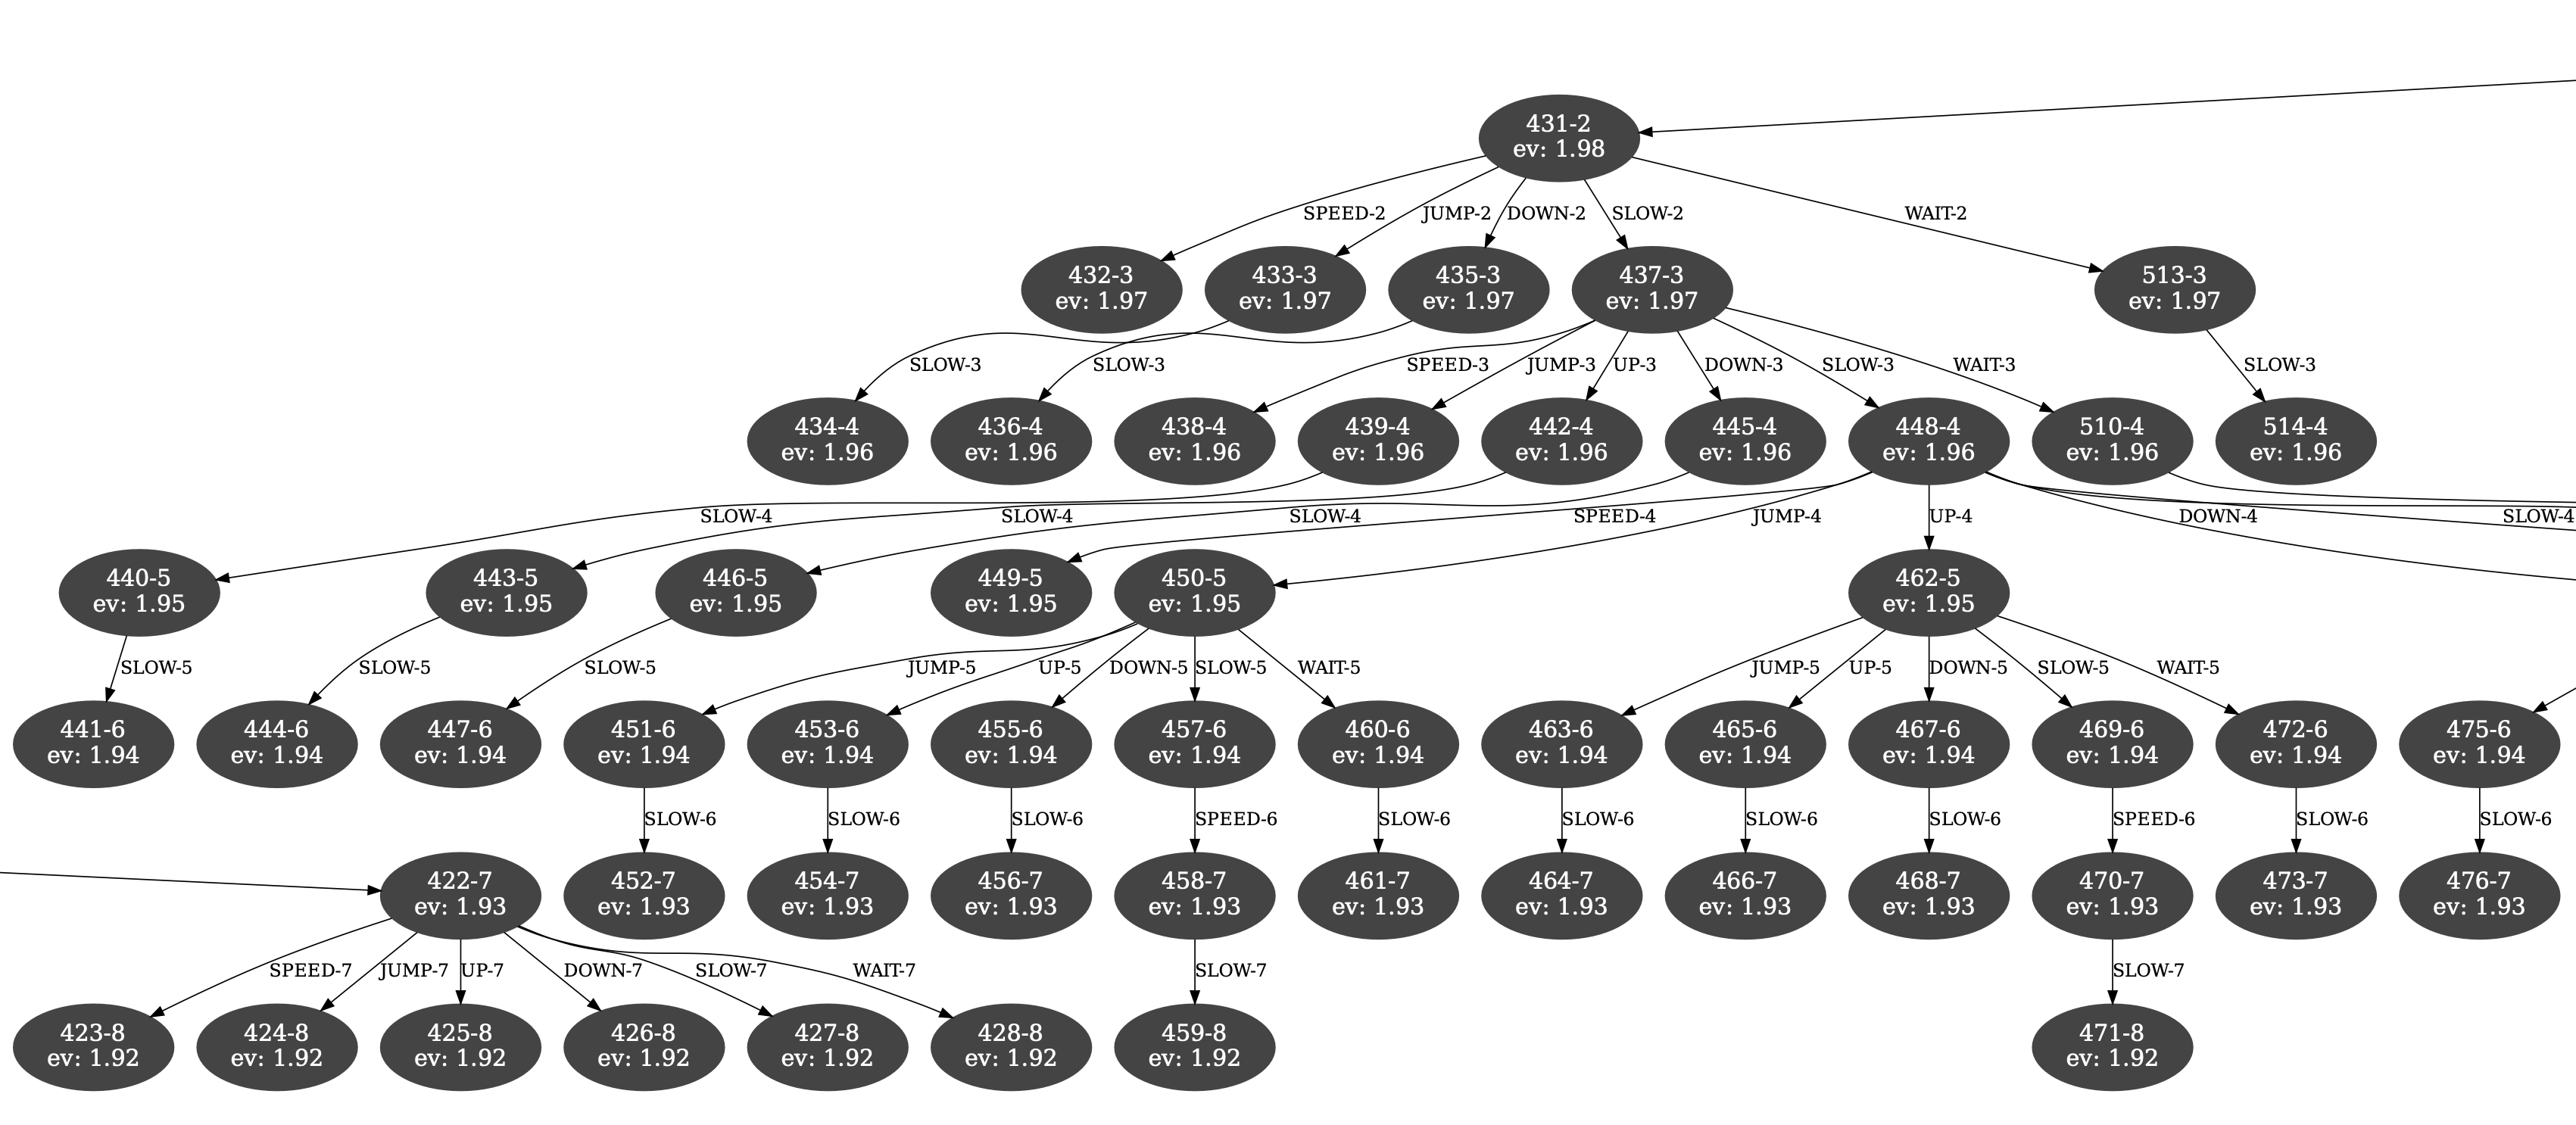 431-2
ev: 1.98
SPEED-2
JUMP-2
DOWN-2
SLOW-2
WAIT-2
432-3
ev: 1.97
433-3
ev: 1.97
435-3
ev: 1.97
437-3
ev: 1.97
513-3
ev: 1.97
SLOW-3
SLOW-3
SPEED-3
JUMP-3
UP-3
DOWN-3
SLOW-3
WAIT-3
SLOW-3
434-4
ev: 1.96
436-4
ev: 1.96
438-4
ev: 1.96
439-4
ev: 1.96
442-4
ev: 1.96
445-4
ev: 1.96
448-4
ev: 1.96
510-4
ev: 1.96
514-4
ev: 1.96
SLOW-4
SLOW-4
SLOW-4
SPEED-4
JUMP-4
UP-4
DOWN-4
SLOW-4
440-5
ev: 1.95
443-5
ev: 1.95
446-5
ev: 1.95
449-5
ev: 1.95
450-5
ev: 1.95
462-5
ev: 1.95
SLOW-5
SLOW-5
SLOW-5
JUMP-5
UP-5
DOWN-5
SLOW-5
WAIT-5
JUMP-5
UP-5
DOWN-5
SLOW-5
WAIT-5
441-6
ev: 1.94
444-6
ev: 1.94
447-6
ev: 1.94
451-6
ev: 1.94
453-6
ev: 1.94
455-6
ev: 1.94
457-6
ev: 1.94
460-6
ev: 1.94
463-6
ev: 1.94
465-6
ev: 1.94
467-6
ev: 1.94
469-6
ev: 1.94
472-6
ev: 1.94
475-6
ev: 1.94
SLOW-6
SLOW-6
SLOW-6
SPEED-6
SLOW-6
SLOW-6
SLOW-6
SLOW-6
SPEED-6
SLOW-6
SLOW-6
422-7
ev: 1.93
452-7
ev: 1.93
454-7
ev: 1.93
456-7
ev: 1.93
458-7
ev: 1.93
461-7
ev: 1.93
464-7
ev: 1.93
466-7
ev: 1.93
468-7
ev: 1.93
470-7
ev: 1.93
473-7
ev: 1.93
476-7
ev: 1.93
SPEED-7
JUMP-7
UP-7
DOWN-7
SLOW-7
WAIT-7
SLOW-7
SLOW-7
423-8
ev: 1.92
424-8
ev: 1.92
425-8
ev: 1.92
426-8
ev: 1.92
427-8
ev: 1.92
428-8
ev: 1.92
459-8
ev: 1.92
471-8
ev: 1.92